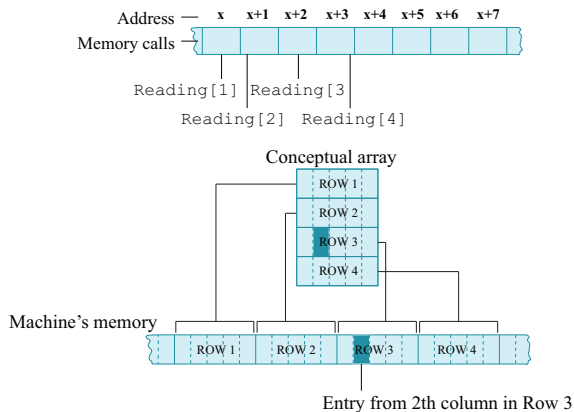 Address x x+1 x+2 x+3 x+4 x+5 x+6 x+7
Memory calls
Reading[1] Reading[3
Reading[2] Reading[4]
Conceptual array
ROW 1
ROW 2
ROW 3
ROW 4
Machine's memory
ROW 1 ROW 2 ROW 3 ROW 4
Entry from 2th column in Row 3